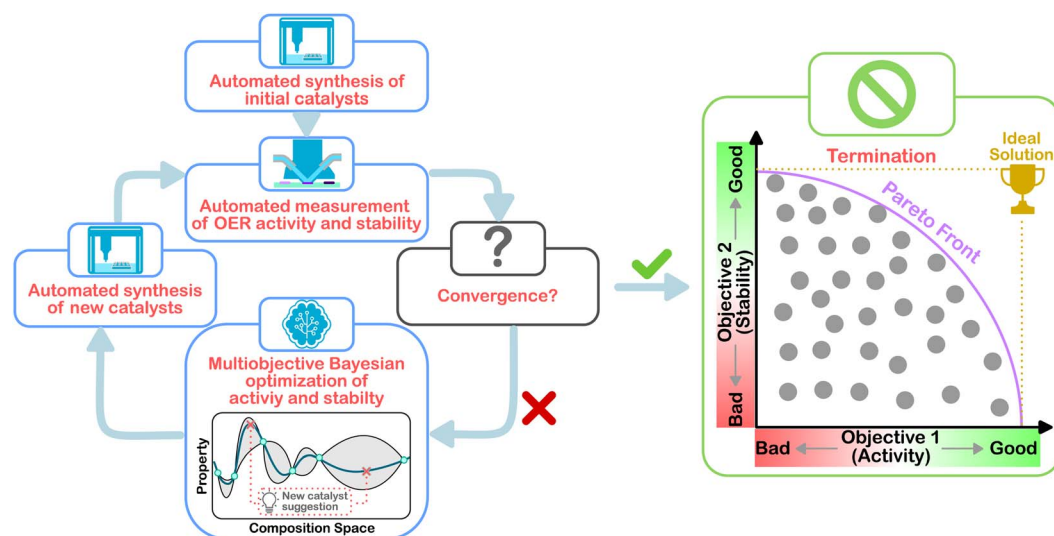 Automated synthesis of
initial catalysts
Automated measurement
of OER activity and stability
?
Convergence?
Automated synthesis
of new catalysts
Multiobjective Bayesian
optimization of
activiy and stabilty
Property
New catalyst
suggestion
Composition Space
Termination
Ideal
Solution
Pareto Front
Good
Objective 2
(Stability)
Bad
Bad
Objective 1
(Activity)
Good